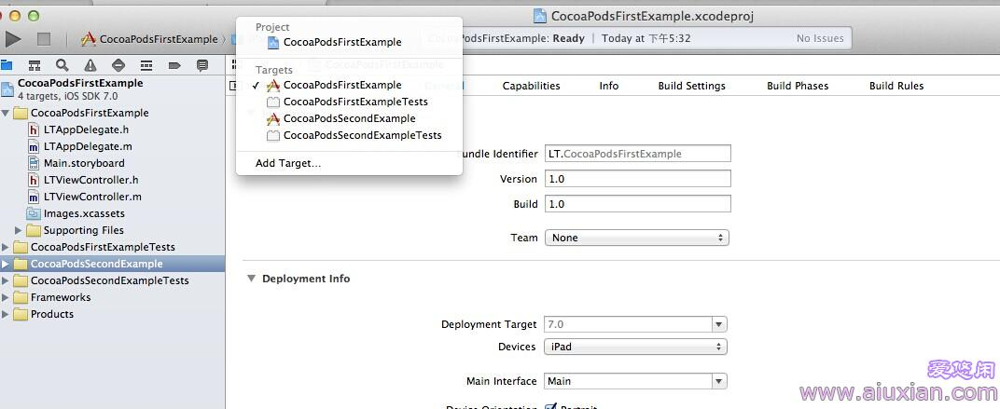 CocoaPodsFirstExample.xcodeproj
CocoaPodsFirstExample
CocoaPodsFirstExample: Ready | Today at 下午5:32
No Issues
Project
CocoaPodsFirstExample
Targets
✓ CocoaPodsFirstExample
CocoaPodsFirstExampleTests
CocoaPodsSecondExample
CocoaPodsSecondExampleTests
Add Target...
CocoaPodsFirstExample
4 targets, iOS SDK 7.0
CocoaPodsFirstExample
h LTAppDelegate.h
m LTAppDelegate.m
Main.storyboard
h LTViewController.h
m LTViewController.m
Images.xcassets
Supporting Files
CocoaPodsFirstExampleTests
CocoaPodsSecondExample
CocoaPodsSecondExampleTests
Frameworks
Products
CocoaPodsFirstExample
General Capabilities Info Build Settings Build Phases Build Rules
undle Identifier LT.CocoaPodsFirstExample
Version 1.0
Build 1.0
Team None
Deployment Info
Deployment Target 7.0
Devices iPad
Main Interface Main
Device Orientation Portrait
爱悠闲
www.aiuxian.com